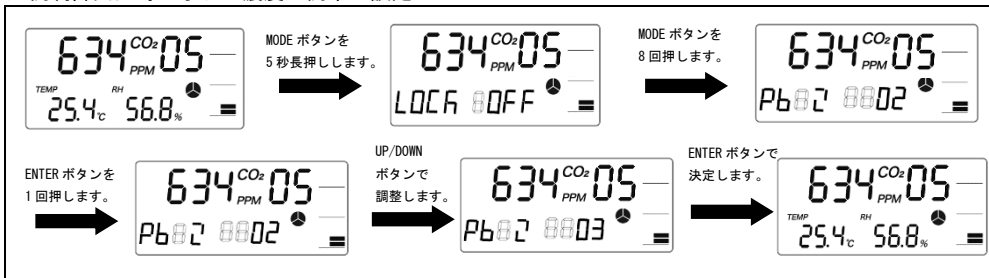 634 CO₂ PPM 05
TEMP RH
25.4℃ 56.8%
MODE ボタンを
5 秒長押しします。
634 CO₂ PPM 05
LOCK OFF
MODE ボタンを
8 回押します。
634 CO₂ PPM 05
Pb 2 02
ENTER ボタンを
1 回押します。
634 CO₂ PPM 05
Pb 2 02
UP/DOWN
ボタンで
調整します。
634 CO₂ PPM 05
Pb 2 03
ENTER ボタンで
決定します。
634 CO₂ PPM 05
TEMP RH
25.4℃ 56.8%